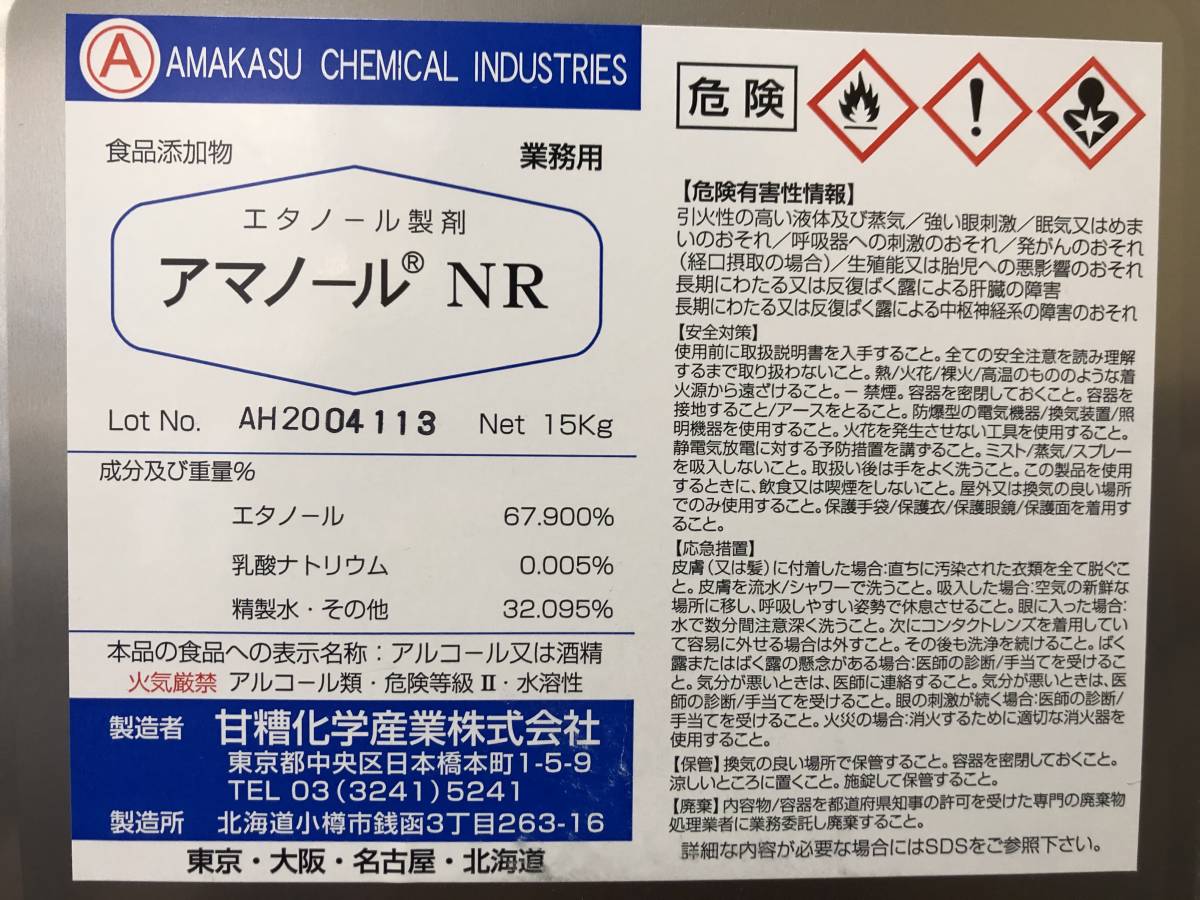 A AMAKASU CHEMICAL INDUSTRIES
食品添加物 業務用
エタノール製剤
アマノール® NR
Lot No. AH2004113 Net 15Kg
成分及び重量%
エタノール 67.900%
乳酸ナトリウム 0.005%
精製水・その他 32.095%
本品の食品への表示名称：アルコール又は酒精
火気厳禁 アルコール類・危険等級Ⅱ・水溶性
製造者 甘糟化学産業株式会社
東京都中央区日本橋本町1-5-9
TEL 03(3241)5241
製造所 北海道小樽市銭函3丁目263-16
東京・大阪・名古屋・北海道
危険
【危険有害性情報】
引火性の高い液体及び蒸気／強い眼刺激／眠気又はめま
いのおそれ／呼吸器への刺激のおそれ／発がんのおそれ
（経口摂取の場合）／生殖能又は胎児への悪影響のおそれ
長期にわたる又は反復ばく露による肝臓の障害
長期にわたる又は反復ばく露による中枢神経系の障害のおそれ
【安全対策】
使用前に取扱説明書を入手すること。全ての安全注意を読み理解
するまで取り扱わないこと。熱/火花/裸火/高温のもののような着
火源から遠ざけること。－禁煙。容器を密閉しておくこと。容器を
接地すること/アースをとること。防爆型の電気機器/換気装置/照
明機器を使用すること。火花を発生させない工具を使用すること。
静電気放電に対する予防措置を講ずること。ミスト/蒸気/スプレー
を吸入しないこと。取扱い後は手をよく洗うこと。この製品を使用
するときに、飲食又は喫煙をしないこと。屋外又は換気の良い場所
でのみ使用すること。保護手袋/保護衣/保護眼鏡/保護面を着用す
ること。
【応急措置】
皮膚（又は髪）に付着した場合:直ちに汚染された衣類を全て脱ぐこ
と。皮膚を流水/シャワーで洗うこと。吸入した場合:空気の新鮮な
場所に移し、呼吸しやすい姿勢で休息させること。眼に入った場合:
水で数分間注意深く洗うこと。次にコンタクトレンズを着用してい
て容易に外せる場合は外すこと。その後も洗浄を続けること。ばく
露またはばく露の懸念がある場合:医師の診断/手当てを受けるこ
と。気分が悪いときは、医師に連絡すること。気分が悪いときは、医
師の診断/手当てを受けること。眼の刺激が続く場合:医師の診断/
手当てを受けること。火災の場合:消火するために適切な消火器を
使用すること。
【保管】換気の良い場所で保管すること。容器を密閉しておくこと。
涼しいところに置くこと。施錠して保管すること。
【廃棄】内容物/容器を都道府県知事の許可を受けた専門の廃棄物
処理業者に業務委託し廃棄すること。
詳細な内容が必要な場合にはSDSをご参照下さい。